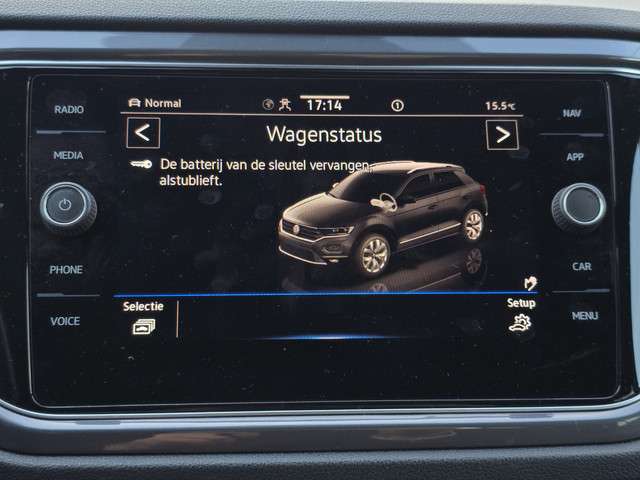 RADIO
MEDIA
PHONE
VOICE
Normal
17:14
1
15.5°C
<
Wagenstatus
>
De batterij van de sleutel vervangen,
alstublieft.
Selectie
Setup
NAV
APP
CAR
MENU